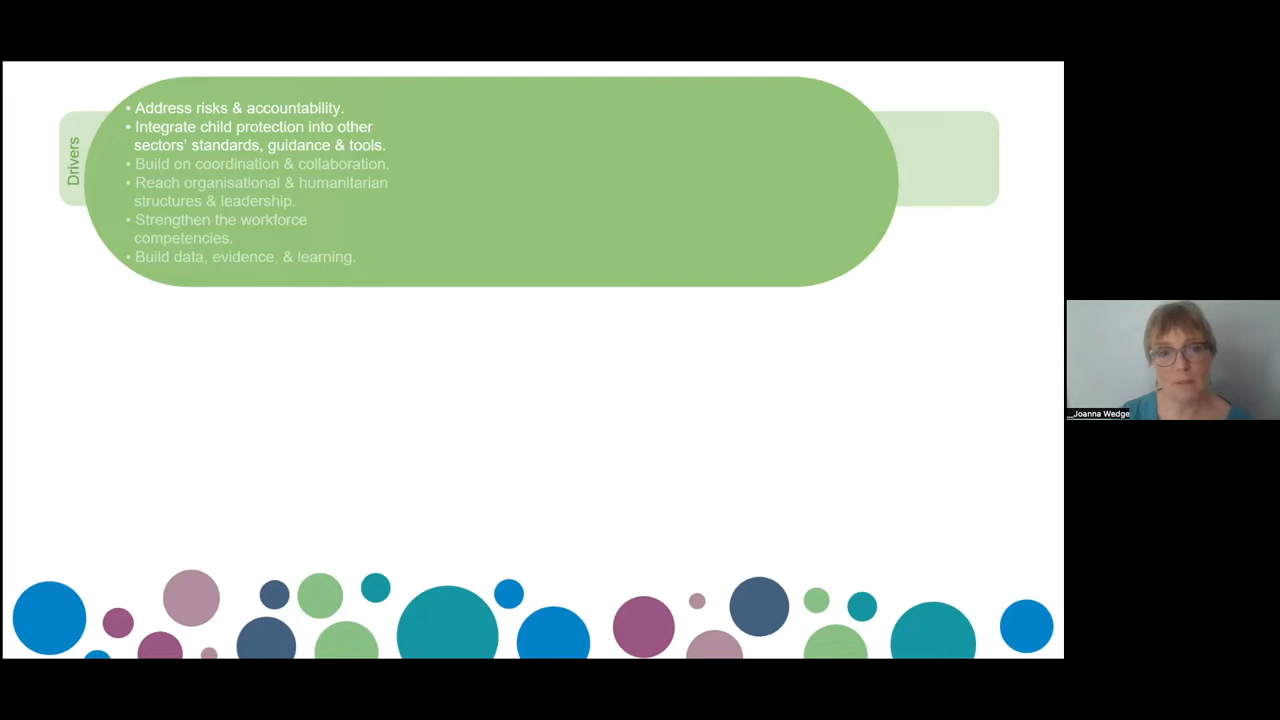 Drivers
• Address risks & accountability.
• Integrate child protection into other
sectors' standards, guidance & tools.
• Build on coordination & collaboration.
• Reach organisational & humanitarian
structures & leadership.
• Strengthen the workforce
competencies.
• Build data, evidence, & learning.
__Joanna Wedge